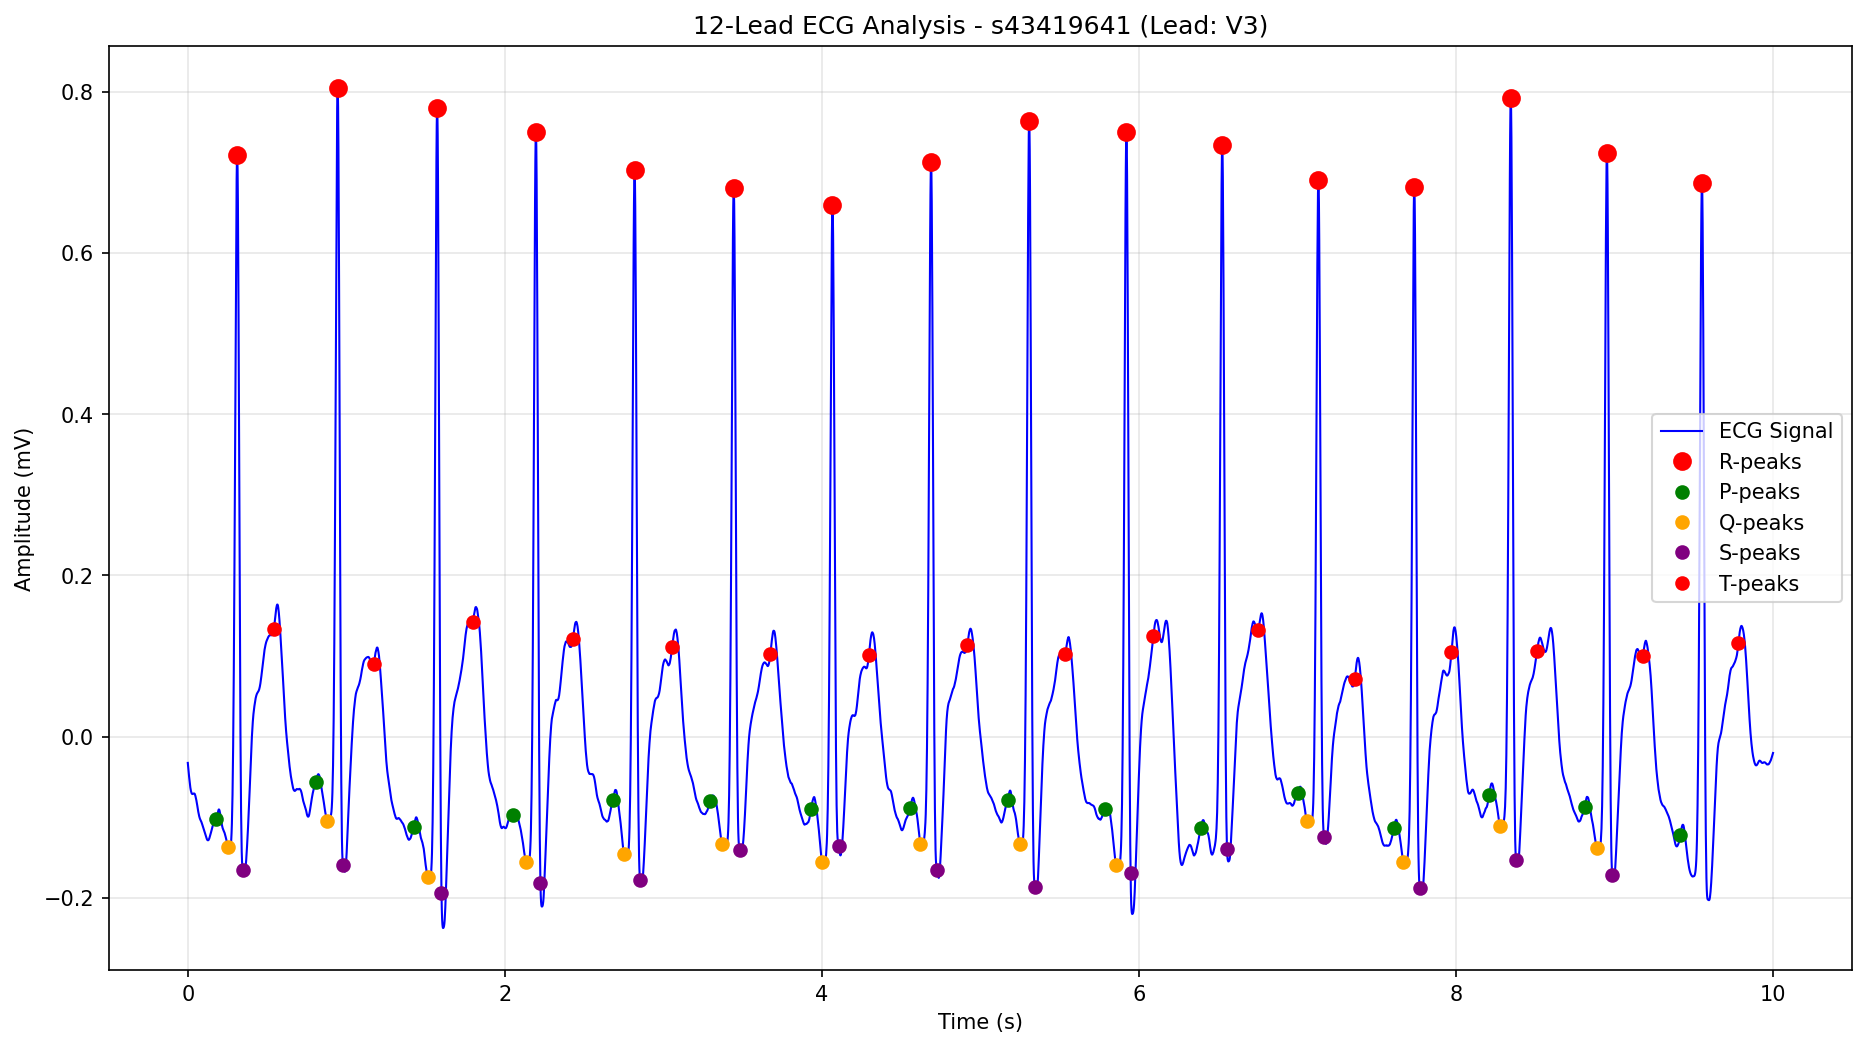 12-Lead ECG Analysis - s43419641 (Lead: V3)
Amplitude (mV)
0.8
0.6
0.4
0.2
0.0
−0.2
ECG Signal
R-peaks
P-peaks
Q-peaks
S-peaks
T-peaks
0 2 4 6 8 10
Time (s)